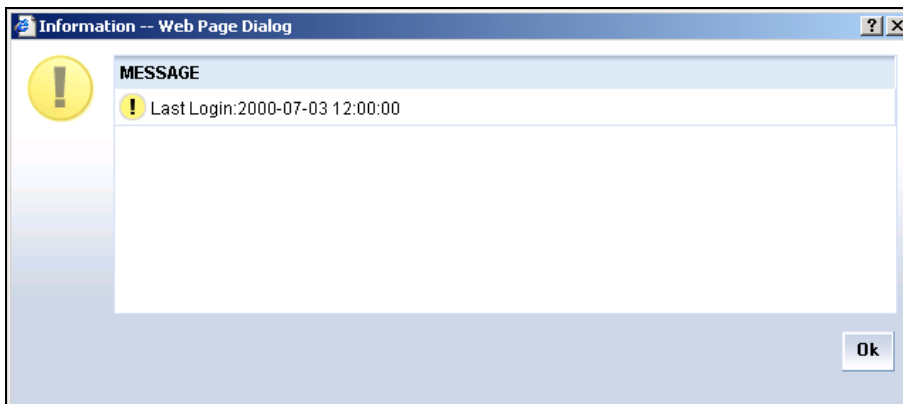 Information -- Web Page Dialog
MESSAGE
Last Login:2000-07-03 12:00:00
Ok